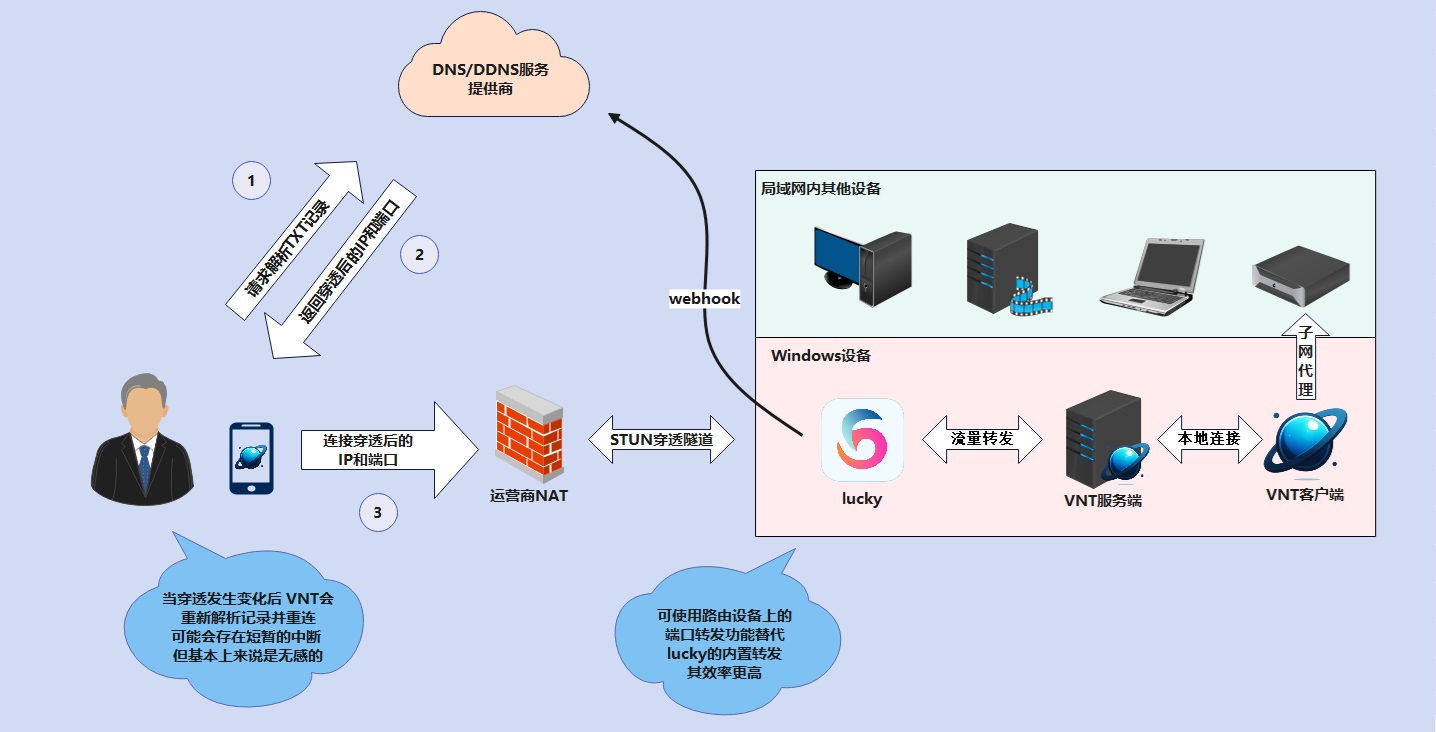 DNS/DDNS服务
提供商
1
请求解析TXT记录
返回穿透后的IP和端口
2
webhook
局域网内其他设备
Windows设备
子
网
代
理
连接穿透后的
IP和端口
3
运营商NAT
STUN穿透隧道
lucky
流量转发
VNT服务端
本地连接
VNT客户端
当穿透发生变化后 VNT会
重新解析记录并重连
可能会存在短暂的中断
但基本上来说是无感的
可使用路由设备上的
端口转发功能替代
lucky的内置转发
其效率更高